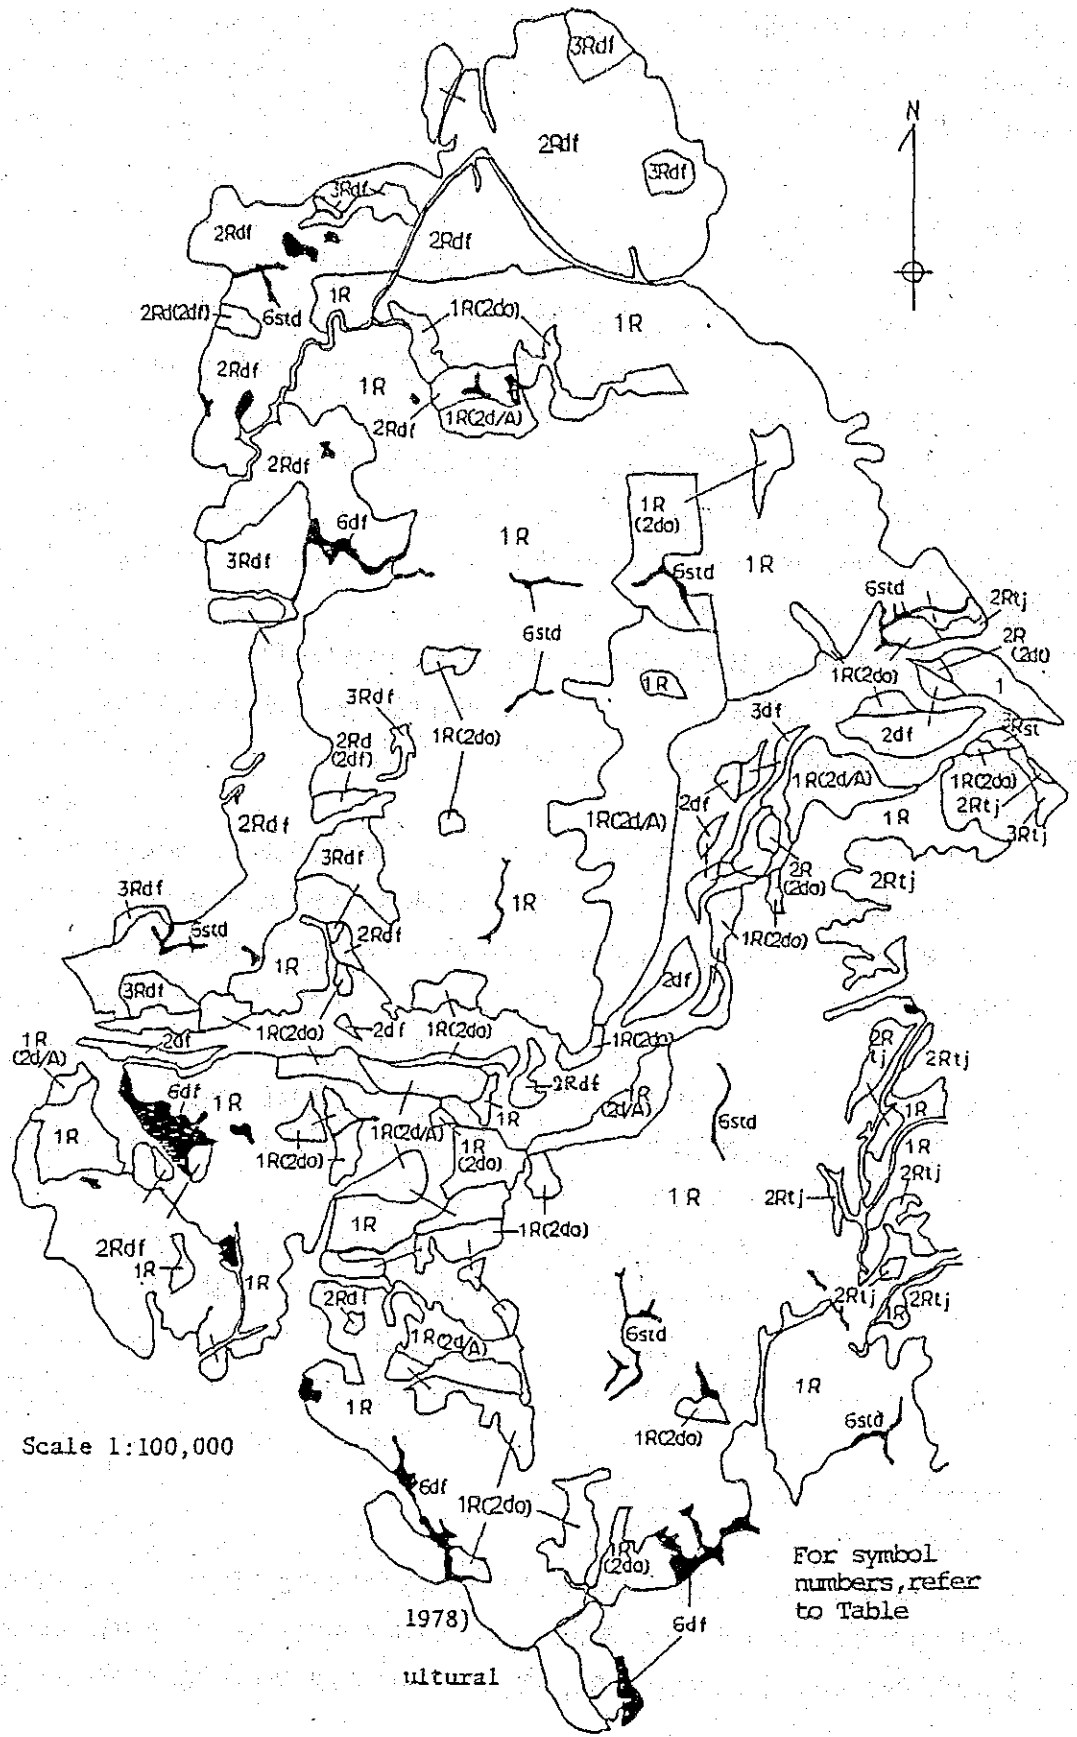 3Rdf
N
2Rdf
3Rdf
3Rdf
2Rdf
2Rdf
1R
2Rd(2df)
6std
1R(2do)
1R
2Rdf
1R
2Rdf
1R(2d/A)
2Rdf
1R
(2do)
6df
1R
3Rdf
1R
6std
6std
2Rtj
6std
2R
(2df)
1R
1R(2do)
1
3Rdf
3df
2df
3Rst
1R(2do)
2Rd
(2df)
1R(2d/A)
1R(2do)
2Rtj
2df
1R(2d/A)
1R
3Rtj
2Rdf
3Rdf
2R
(2do)
2Rtj
3Rdf
1R
6std
2Rdf
1R(2do)
1R
2df
3Rdf
1R(2do)
2df
1R(2do)
1R(2do)
1R
(2d/A)
2df
2R
tj
2Rtj
2Rdf
1R
(2d/A)
6df
1R
1R
1R
6std
1R
1R(2d/A)
1R
1R(2do)
1R
(2do)
2Rtj
2Rtj
1R
1R
1R(2do)
2Rdf
1R
1R
2Rtj
2Rtj
2Rdf
1R
6std
1R(2d/A)
1R
1R
6std
1R(2do)
Scale 1:100,000
6df
1R(2do)
1R
(2do)
For symbol
numbers, refer
to Table
1978)
6df
ultural